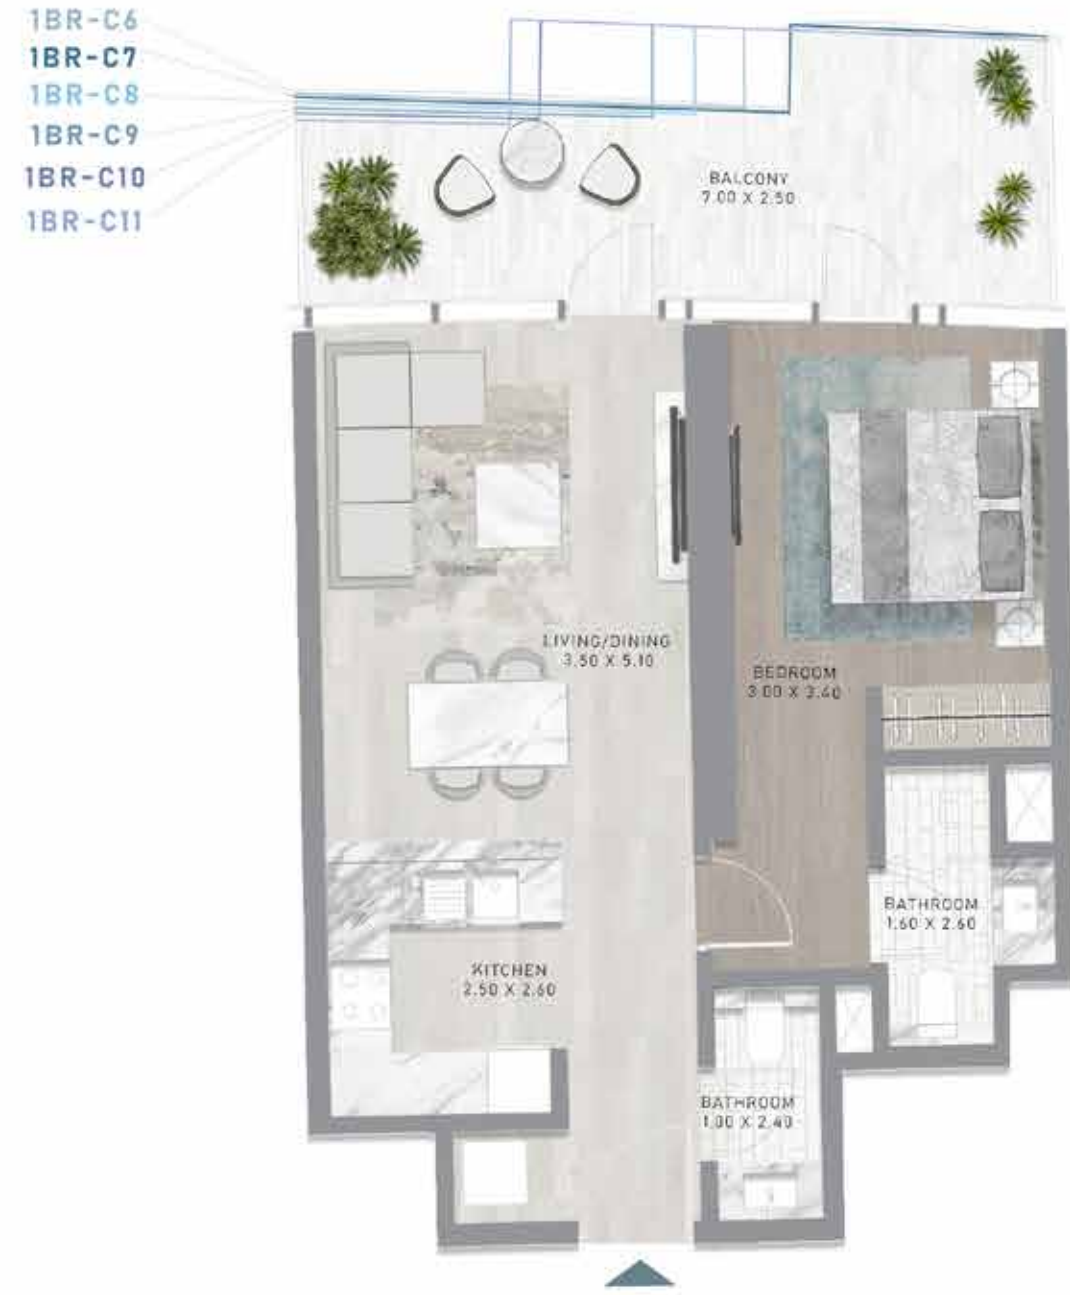 1BR-C6
1BR-C7
1BR-C8
1BR-C9
1BR-C10
1BR-C11
BALCONY
7.00 X 2.50
LIVING/DINING
3.50 X 5.10
BEDROOM
3.00 X 3.40
BATHROOM
1.60 X 2.60
KITCHEN
2.50 X 2.60
BATHROOM
1.00 X 2.40